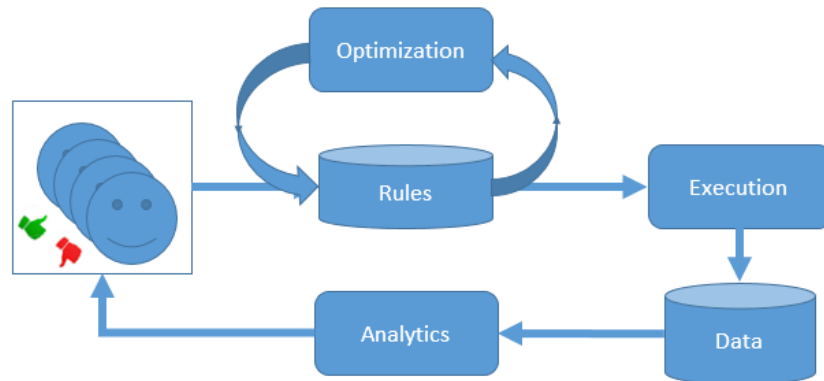 Optimization
Rules
Execution
Analytics
Data